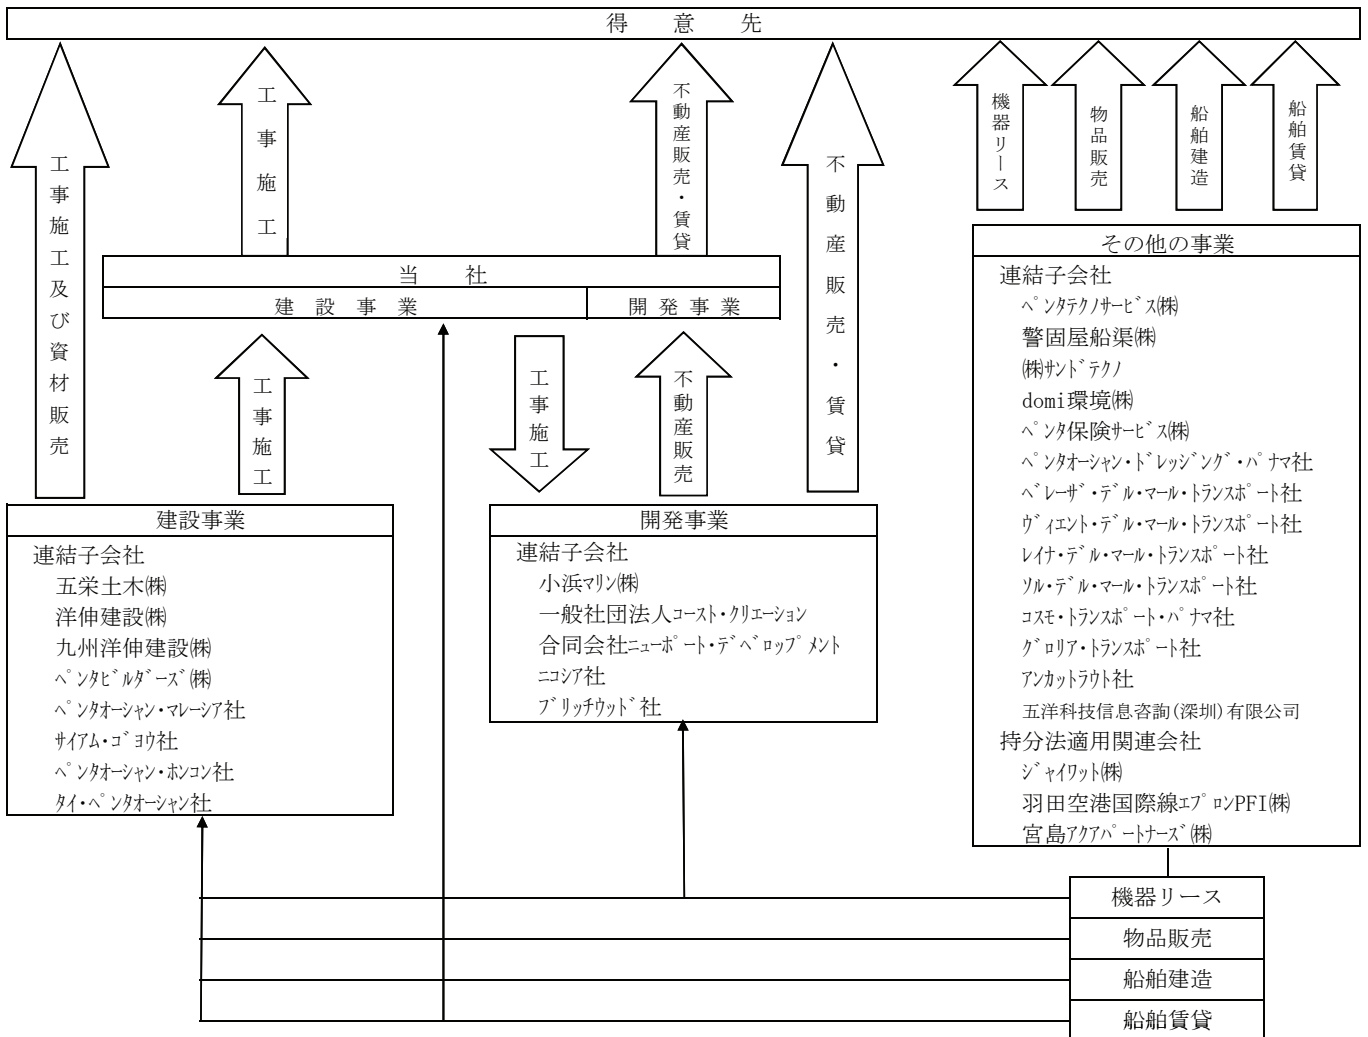 得意先
工事施工及び資材販売
工事施工
不動産販売・賃貸
不動産販売・賃貸
機器リース
物品販売
船舶建造
船舶賃貸
当社
建設事業
開発事業
工事施工
工事施工
不動産販売
建設事業
連結子会社
五栄土木㈱
洋伸建設㈱
九州洋伸建設㈱
ﾍﾟﾝﾀﾋﾞﾙﾀﾞｰｽﾞ㈱
ﾍﾟﾝﾀｵｰｼｬﾝ・ﾏﾚｰｼｱ社
ｻｲｱﾑ・ｺﾞﾖｳ社
ﾍﾟﾝﾀｵｰｼｬﾝ・ﾎﾝｺﾝ社
ﾀｲ・ﾍﾟﾝﾀｵｰｼｬﾝ社
開発事業
連結子会社
小浜ﾏﾘﾝ㈱
一般社団法人ｺｰｽﾄ・ｸﾘｴｰｼｮﾝ
合同会社ﾆｭｰﾎﾟｰﾄ・ﾃﾞﾍﾞﾛｯﾌﾟﾒﾝﾄ
ﾆｺｼｱ社
ﾌﾞﾘｯﾁｳｯﾄﾞ社
その他の事業
連結子会社
ﾍﾟﾝﾀﾃｸﾉｻｰﾋﾞｽ㈱
警固屋船渠㈱
㈱ｻﾝﾄﾞﾃｸﾉ
domi環境㈱
ﾍﾟﾝﾀ保険ｻｰﾋﾞｽ㈱
ﾍﾟﾝﾀｵｰｼｬﾝ・ﾄﾞﾚｯｼﾞﾝｸﾞ・ﾊﾟﾅﾏ社
ﾍﾞﾚｰｻﾞ・ﾃﾞﾙ・ﾏｰﾙ・ﾄﾗﾝｽﾎﾟｰﾄ社
ｳﾞｨｴﾝﾄ・ﾃﾞﾙ・ﾏｰﾙ・ﾄﾗﾝｽﾎﾟｰﾄ社
ﾚｲﾅ・ﾃﾞﾙ・ﾏｰﾙ・ﾄﾗﾝｽﾎﾟｰﾄ社
ｿﾙ・ﾃﾞﾙ・ﾏｰﾙ・ﾄﾗﾝｽﾎﾟｰﾄ社
ｺｽﾓ・ﾄﾗﾝｽﾎﾟｰﾄ・ﾊﾟﾅﾏ社
ｸﾞﾛﾘｱ・ﾄﾗﾝｽﾎﾟｰﾄ社
ｱﾝｶｯﾄﾗｳﾄ社
五洋科技信息咨詢(深圳)有限公司
持分法適用関連会社
ｼﾞｬｲﾜｯﾄ㈱
羽田空港国際線ｴﾌﾟﾛﾝPFI㈱
宮島ｱｸｱﾊﾟｰﾄﾅｰｽﾞ㈱
機器リース
物品販売
船舶建造
船舶賃貸